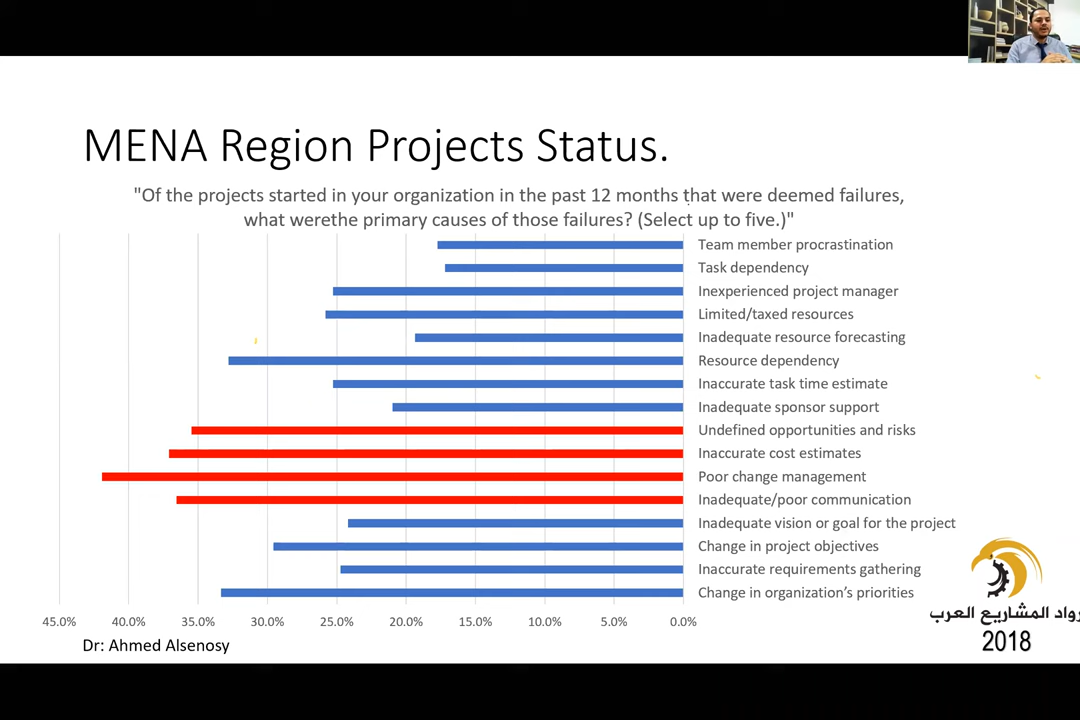 MENA Region Projects Status.
"Of the projects started in your organization in the past 12 months that were deemed failures,
what werethe primary causes of those failures? (Select up to five.)"
Team member procrastination
Task dependency
Inexperienced project manager
Limited/taxed resources
Inadequate resource forecasting
Resource dependency
Inaccurate task time estimate
Inadequate sponsor support
Undefined opportunities and risks
Inaccurate cost estimates
Poor change management
Inadequate/poor communication
Inadequate vision or goal for the project
Change in project objectives
Inaccurate requirements gathering
Change in organization’s priorities
45.0% 40.0% 35.0% 30.0% 25.0% 20.0% 15.0% 10.0% 5.0% 0.0%
Dr: Ahmed Alsenosy
رواد المشاريع العرب
2018